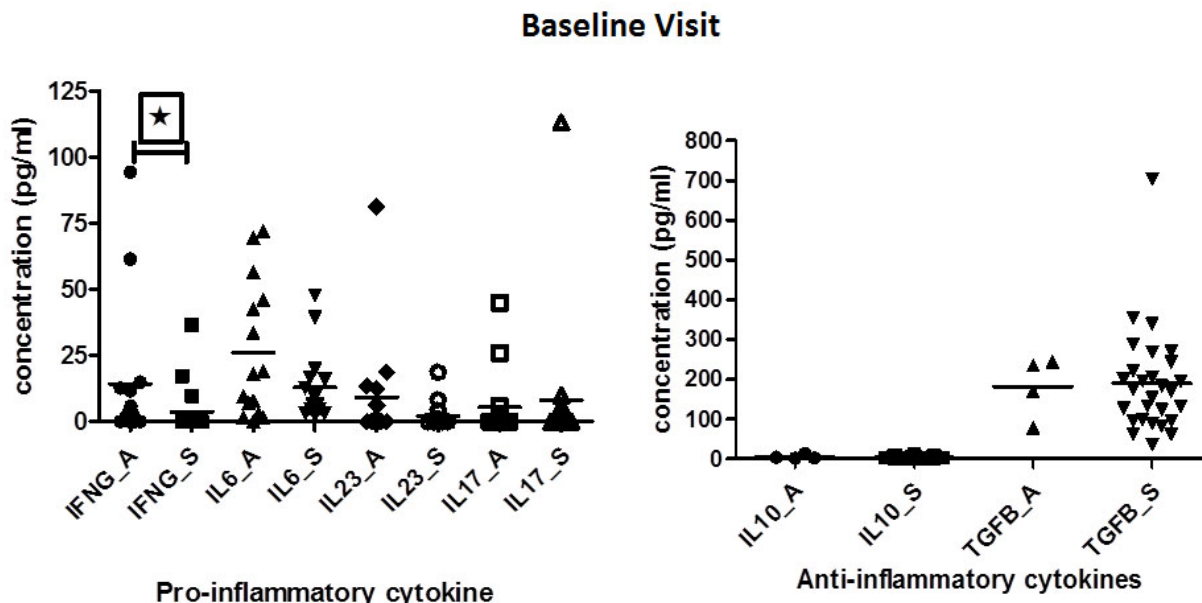 Baseline Visit
concentration (pg/ml)
125
100
75
50
25
0
IFNG_A
IFNG_S
IL6_A
IL6_S
IL23_A
IL23_S
IL17_A
IL17_S
Pro-inflammatory cytokine
concentration (pg/ml)
800
700
600
500
400
300
200
100
0
IL10_A
IL10_S
TGFB_A
TGFB_S
Anti-inflammatory cytokines